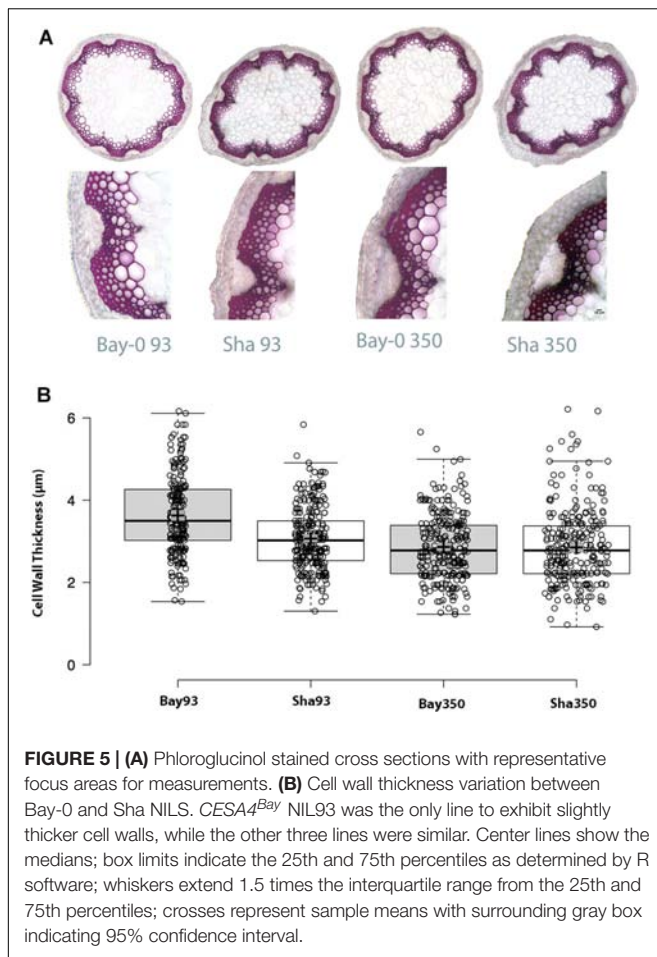 A
Bay-0 93
Sha 93
Bay-0 350
Sha 350
B
Cell Wall Thickness (µm)
6
4
2
0
Bay93
Sha93
Bay350
Sha350
FIGURE 5 | (A) Phloroglucinol stained cross sections with representative
focus areas for measurements. (B) Cell wall thickness variation between
Bay-0 and Sha NILS. CESA4Bay NIL93 was the only line to exhibit slightly
thicker cell walls, while the other three lines were similar. Center lines show the
medians; box limits indicate the 25th and 75th percentiles as determined by R
software; whiskers extend 1.5 times the interquartile range from the 25th and
75th percentiles; crosses represent sample means with surrounding gray box
indicating 95% confidence interval.